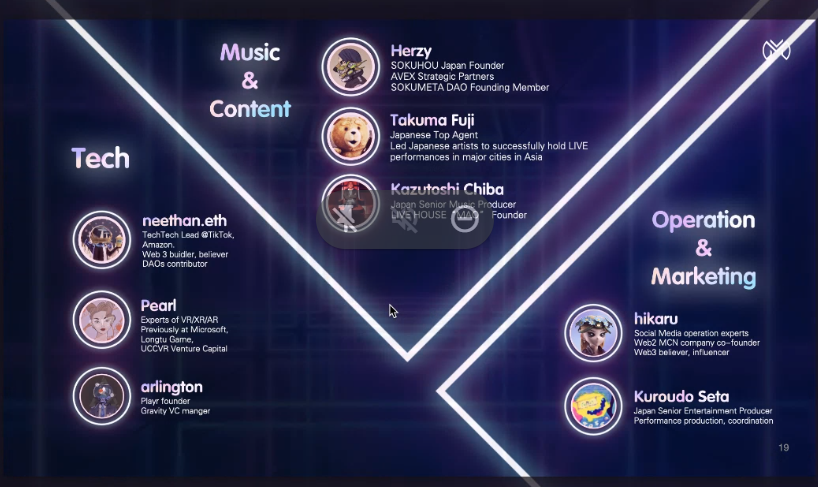 Music
&
Content
Herzy
SOKUHOU Japan Founder
AVEX Strategic Partners
SOKUMETA DAO Founding Member
Takuma Fuji
Japanese Top Agent
Led Japanese artists to successfully hold LIVE
performances in major cities in Asia
Kazutoshi Chiba
Japan Senior Music Producer
LIVE HOUSE "MAO" Founder
Tech
neethan.eth
TechTech Lead @TikTok,
Amazon.
Web 3 buidler, believer
DAOs contributor
Pearl
Experts of VR/XR/AR
Previously at Microsoft,
Longtu Game,
UCCVR Venture Capital
arlington
Playr founder
Gravity VC manger
Operation
&
Marketing
hikaru
Social Media operation experts
Web2 MCN company co-founder
Web3 believer, influencer
Kuroudo Seta
Japan Senior Entertainment Producer
Performance production, coordination
19